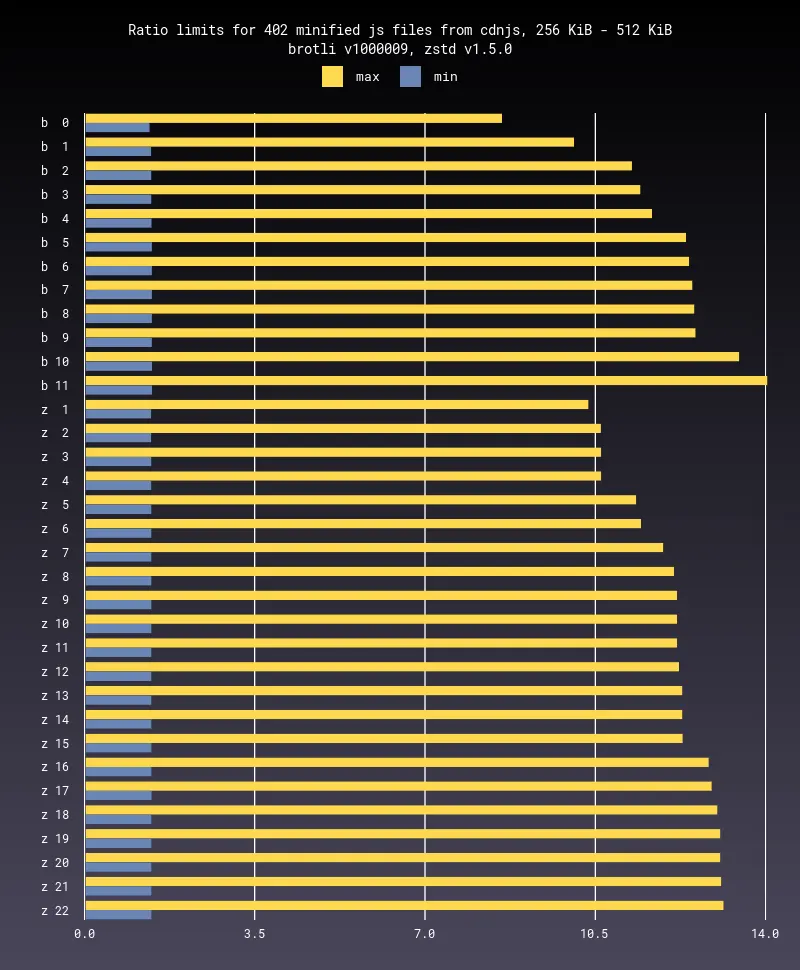 Ratio limits for 402 minified js files from cdnjs, 256 KiB - 512 KiB
brotli v1000009, zstd v1.5.0
max min
b 0
b 1
b 2
b 3
b 4
b 5
b 6
b 7
b 8
b 9
b 10
b 11
z 1
z 2
z 3
z 4
z 5
z 6
z 7
z 8
z 9
z 10
z 11
z 12
z 13
z 14
z 15
z 16
z 17
z 18
z 19
z 20
z 21
z 22
0.0 3.5 7.0 10.5 14.0